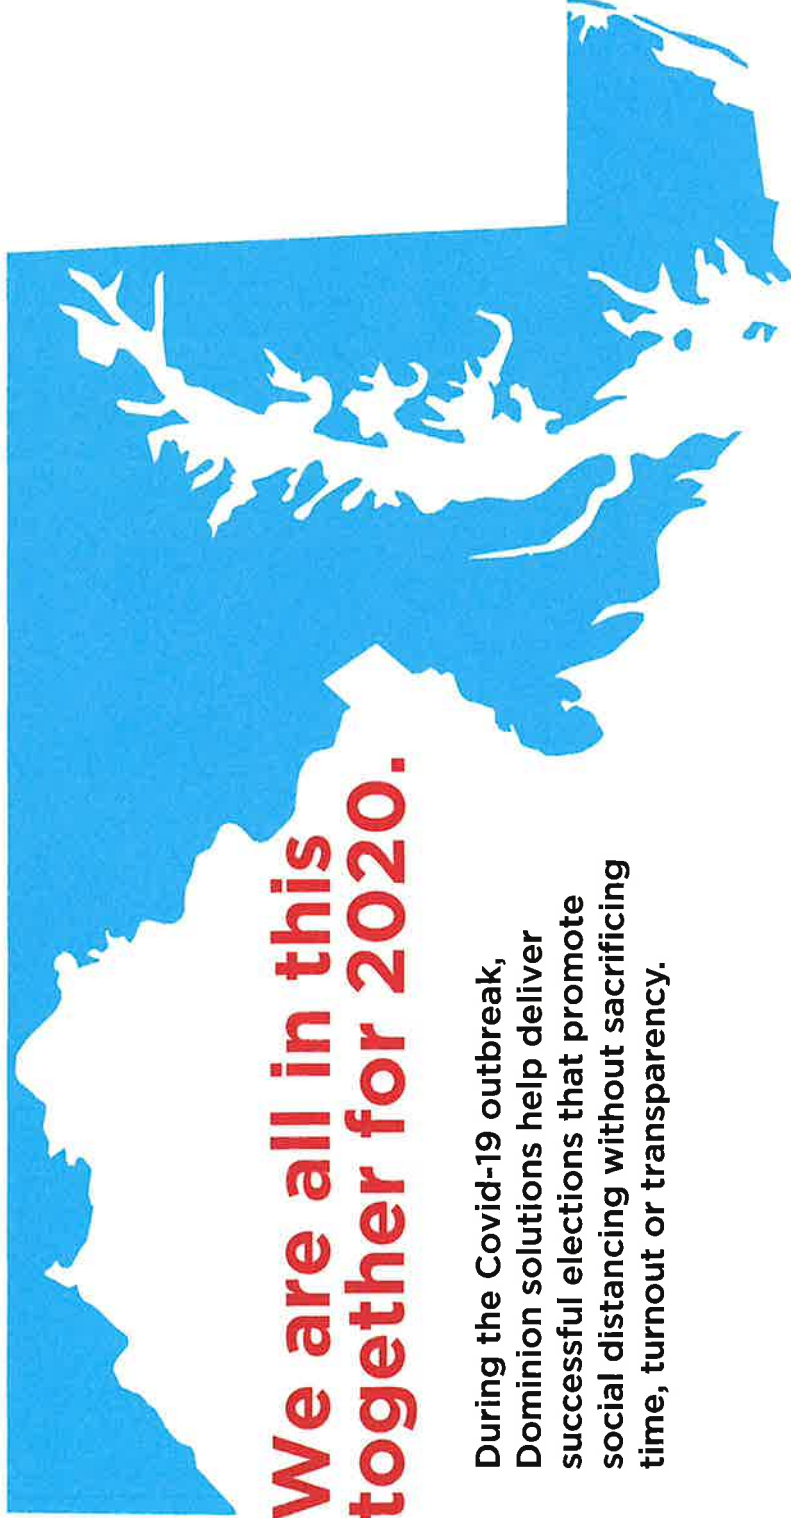 We are all in this
together for 2020.
During the Covid-19 outbreak,
Dominion solutions help deliver
successful elections that promote
social distancing without sacrificing
time, turnout or transparency.